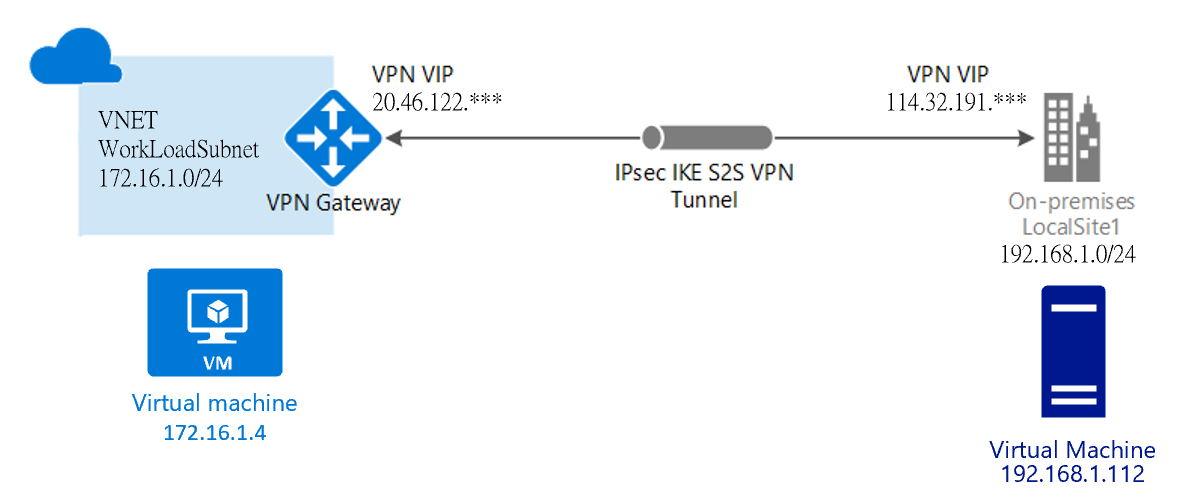 VPN VIP
20.46.122.***
VPN VIP
114.32.191.***
VNET
WorkLoadSubnet
172.16.1.0/24
VPN Gateway
IPsec IKE S2S VPN
Tunnel
On-premises
LocalSite1
192.168.1.0/24
VM
Virtual machine
172.16.1.4
Virtual Machine
192.168.1.112